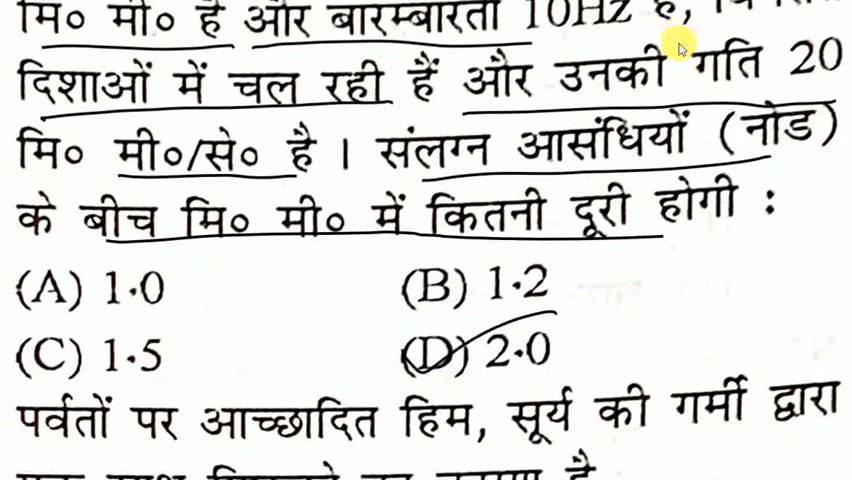 मि० मी० है और बारम्बारता 10Hz है,
दिशाओं में चल रही हैं और उनकी गति 20
मि० मी०/से० है । संलग्न आसंधियों (नोड)
के बीच मि० मी० में कितनी दूरी होगी :
(A) 1·0 (B) 1·2
(C) 1·5 (D) 2·0
पर्वतों पर आच्छादित हिम, सूर्य की गर्मी द्वारा